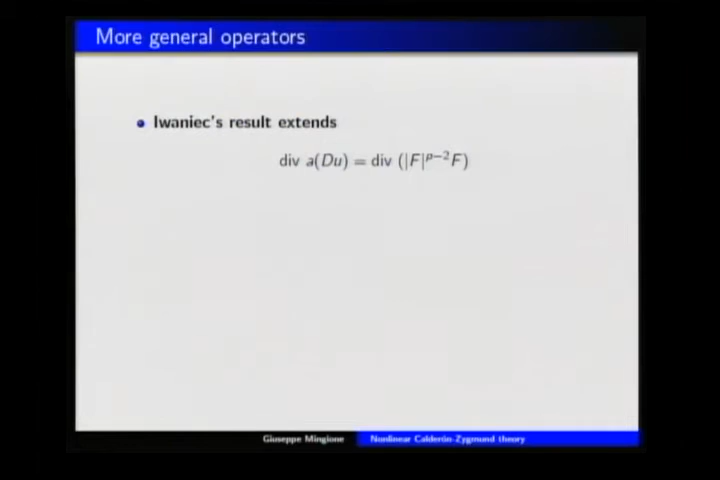 More general operators
Iwaniec's result extends
div a(Du) = div (|F|^{p−2}F)
Giuseppe Mingione
Nonlinear Calderón-Zygmund theory